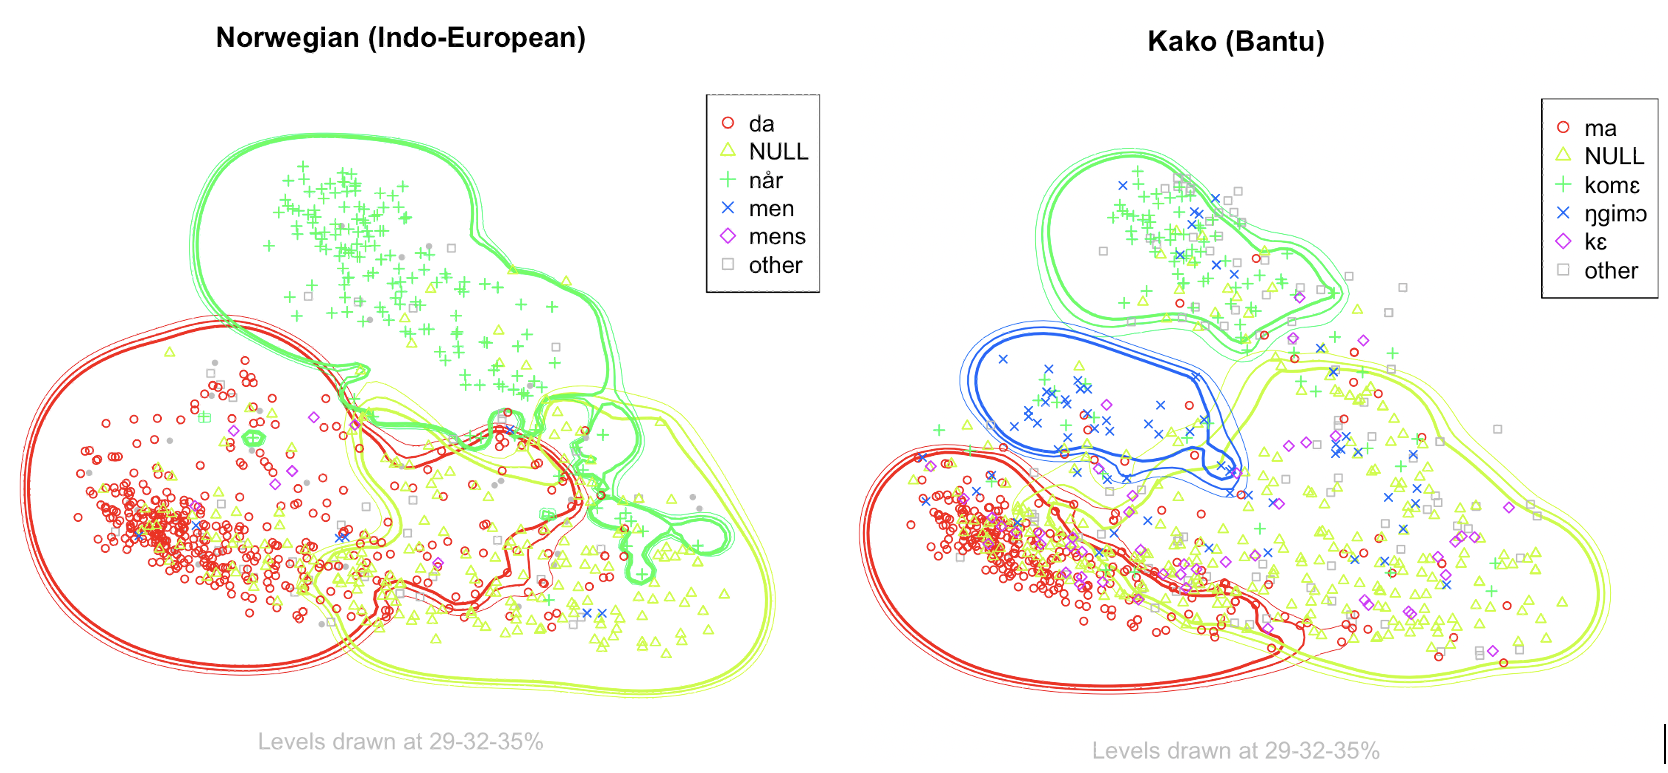 Norwegian (Indo-European)
da
NULL
når
men
mens
other
Levels drawn at 29-32-35%
Kako (Bantu)
ma
NULL
komɛ
ŋgimɔ
kɛ
other
Levels drawn at 29-32-35%